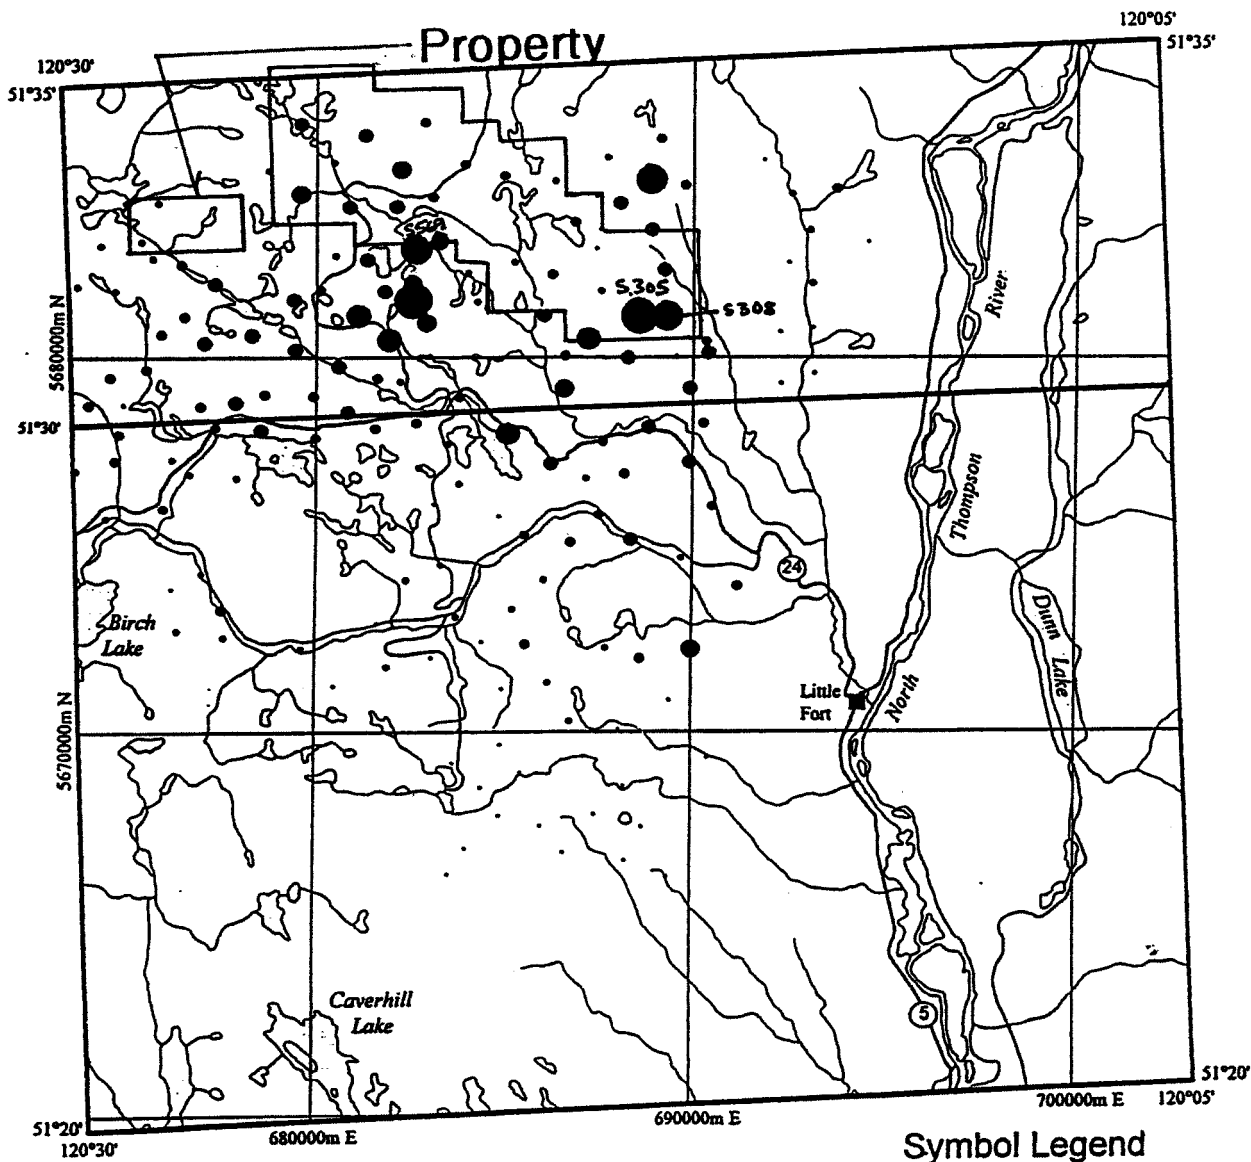 120°05'
Property
51°35'
120°30'
51°35'
S.305
S308
River
5680000m N
51°30'
Thompson
24
Birch
Lake
Dunn Lake
Little
Fort
North
5670000m N
Caverhill
Lake
5
51°20'
700000m E
120°05'
690000m E
680000m E
51°20'
120°30'
Symbol Legend